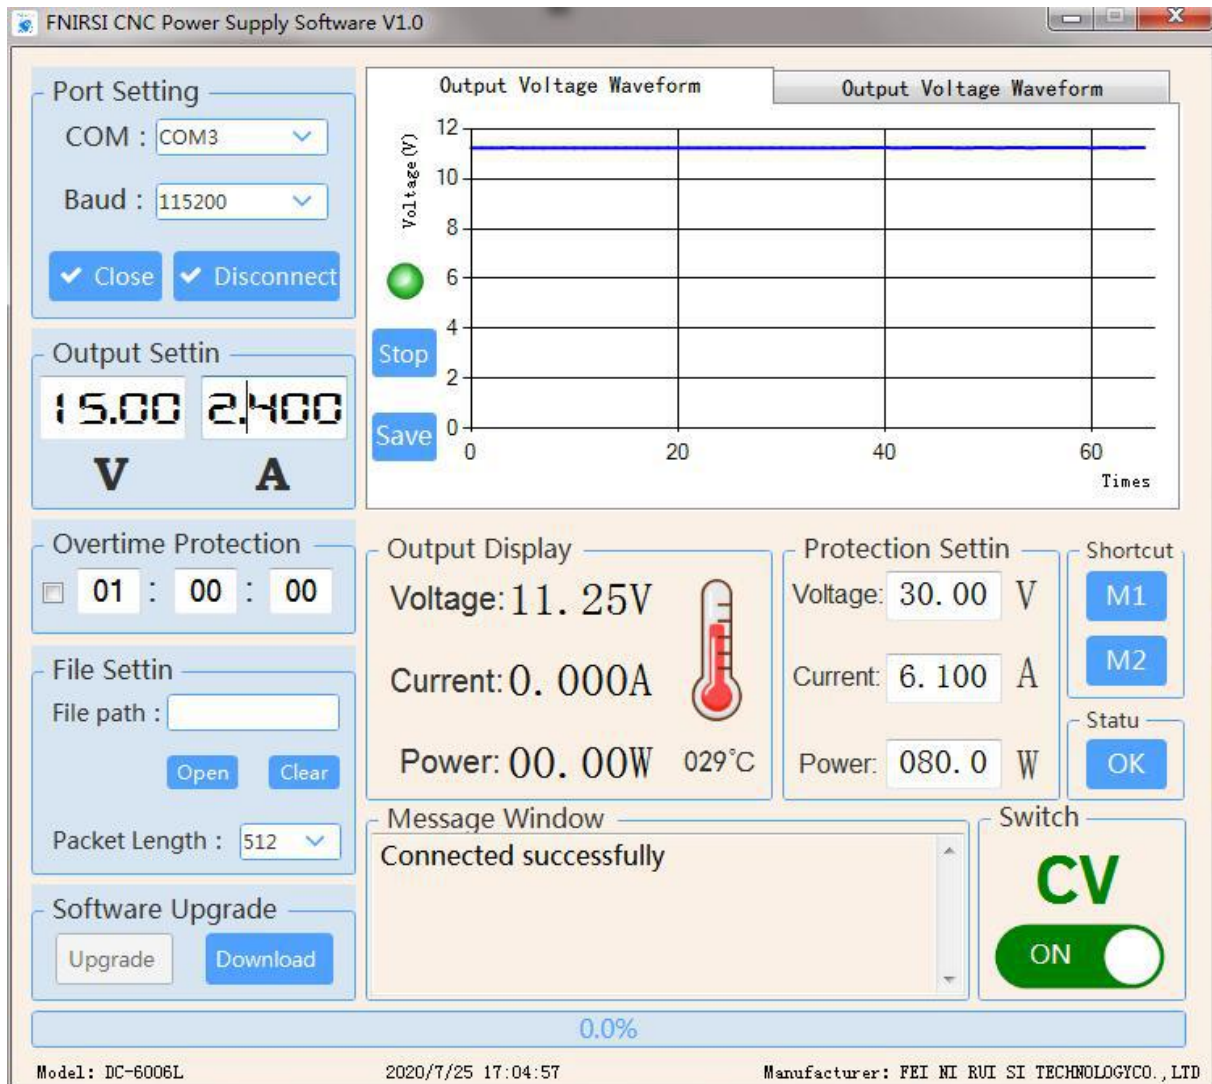 FNIRSI CNC Power Supply Software V1.0
Port Setting
COM : COM3
Baud : 115200
Close Disconnect
Output Settin
15.00 2.400
V A
Overtime Protection
01 : 00 : 00
File Settin
File path :
Open Clear
Packet Length : 512
Software Upgrade
Upgrade Download
Output Voltage Waveform Output Voltage Waveform
Voltage(V)
12
10
8
6
4
2
0
0 20 40 60
Times
Stop
Save
Output Display
Voltage: 11.25V
Current: 0.000A
Power: 00.00W 029°C
Protection Settin
Voltage: 30.00 V
Current: 6.100 A
Power: 080.0 W
Shortcut
M1
M2
Statu
OK
Message Window
Connected successfully
Switch
CV
ON
0.0%
Model: DC-6006L 2020/7/25 17:04:57 Manufacturer: FEI NI RUI SI TECHNOLOGYCO.,LTD